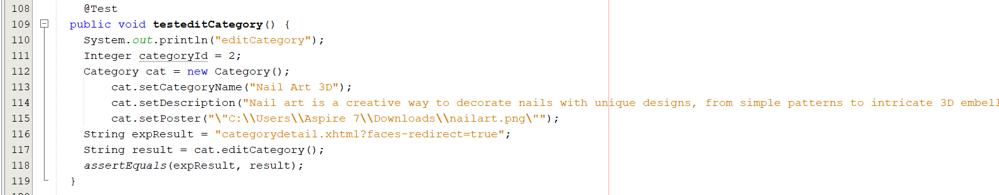 108 @Test
109 public void testeditCategory() {
110 System.out.println("editCategory");
111 Integer categoryId = 2;
112 Category cat = new Category();
113 cat.setCategoryName("Nail Art 3D");
114 cat.setDescription("Nail art is a creative way to decorate nails with unique designs, from simple patterns to intricate 3D embell
115 cat.setPoster("\"C:\\Users\\Aspire 7\\Downloads\\nailart.png\"");
116 String expResult = "categorydetail.xhtml?faces-redirect=true";
117 String result = cat.editCategory();
118 assertEquals(expResult, result);
119 }